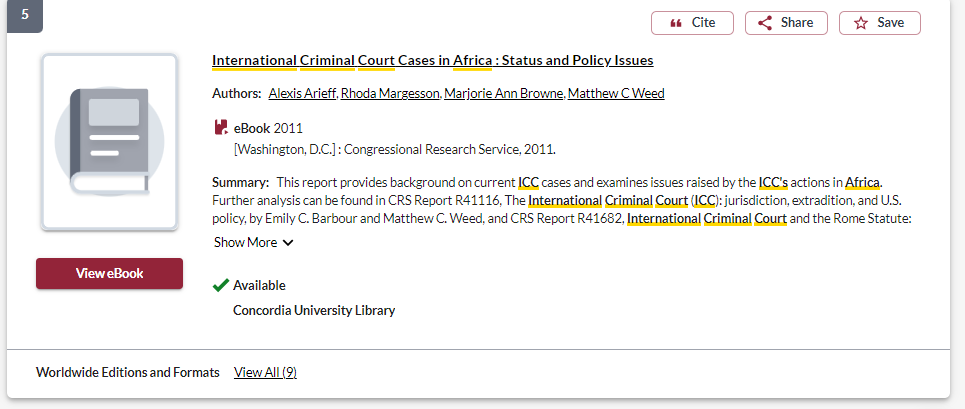 5
Cite
Share
Save
International Criminal Court Cases in Africa : Status and Policy Issues
Authors: Alexis Arieff, Rhoda Margesson, Marjorie Ann Browne, Matthew C Weed
eBook 2011
[Washington, D.C.] : Congressional Research Service, 2011.
Summary: This report provides background on current ICC cases and examines issues raised by the ICC's actions in Africa.
Further analysis can be found in CRS Report R41116, The International Criminal Court (ICC): jurisdiction, extradition, and U.S.
policy, by Emily C. Barbour and Matthew C. Weed, and CRS Report R41682, International Criminal Court and the Rome Statute:
Show More
View eBook
Available
Concordia University Library
Worldwide Editions and Formats View All (9)